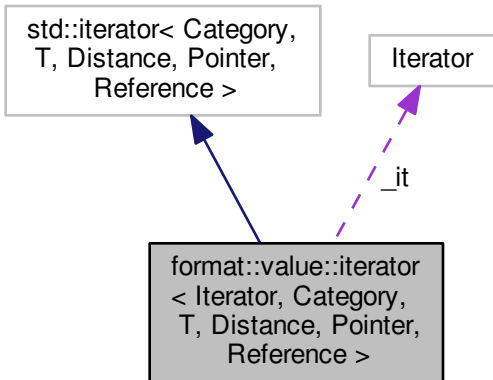 std::iterator< Category,
T, Distance, Pointer,
Reference >
Iterator
_it
format::value::iterator
< Iterator, Category,
T, Distance, Pointer,
Reference >